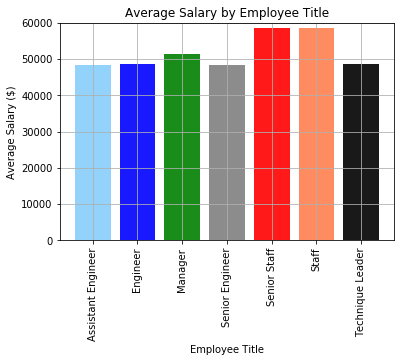 Average Salary by Employee Title
Average Salary ($)
60000
50000
40000
30000
20000
10000
0
Assistant Engineer
Engineer
Manager
Senior Engineer
Senior Staff
Staff
Technique Leader
Employee Title